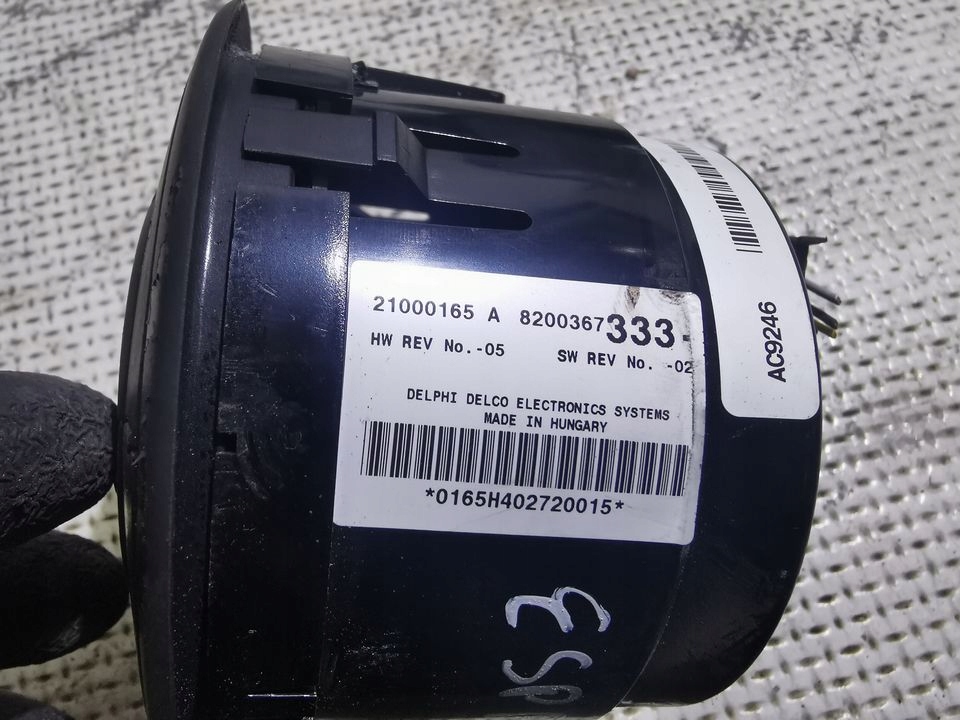 21000165 A 8200367333-
HW REV No.-05 SW REV No. -02
DELPHI DELCO ELECTRONICS SYSTEMS
MADE IN HUNGARY
*0165H402720015*
AC9246